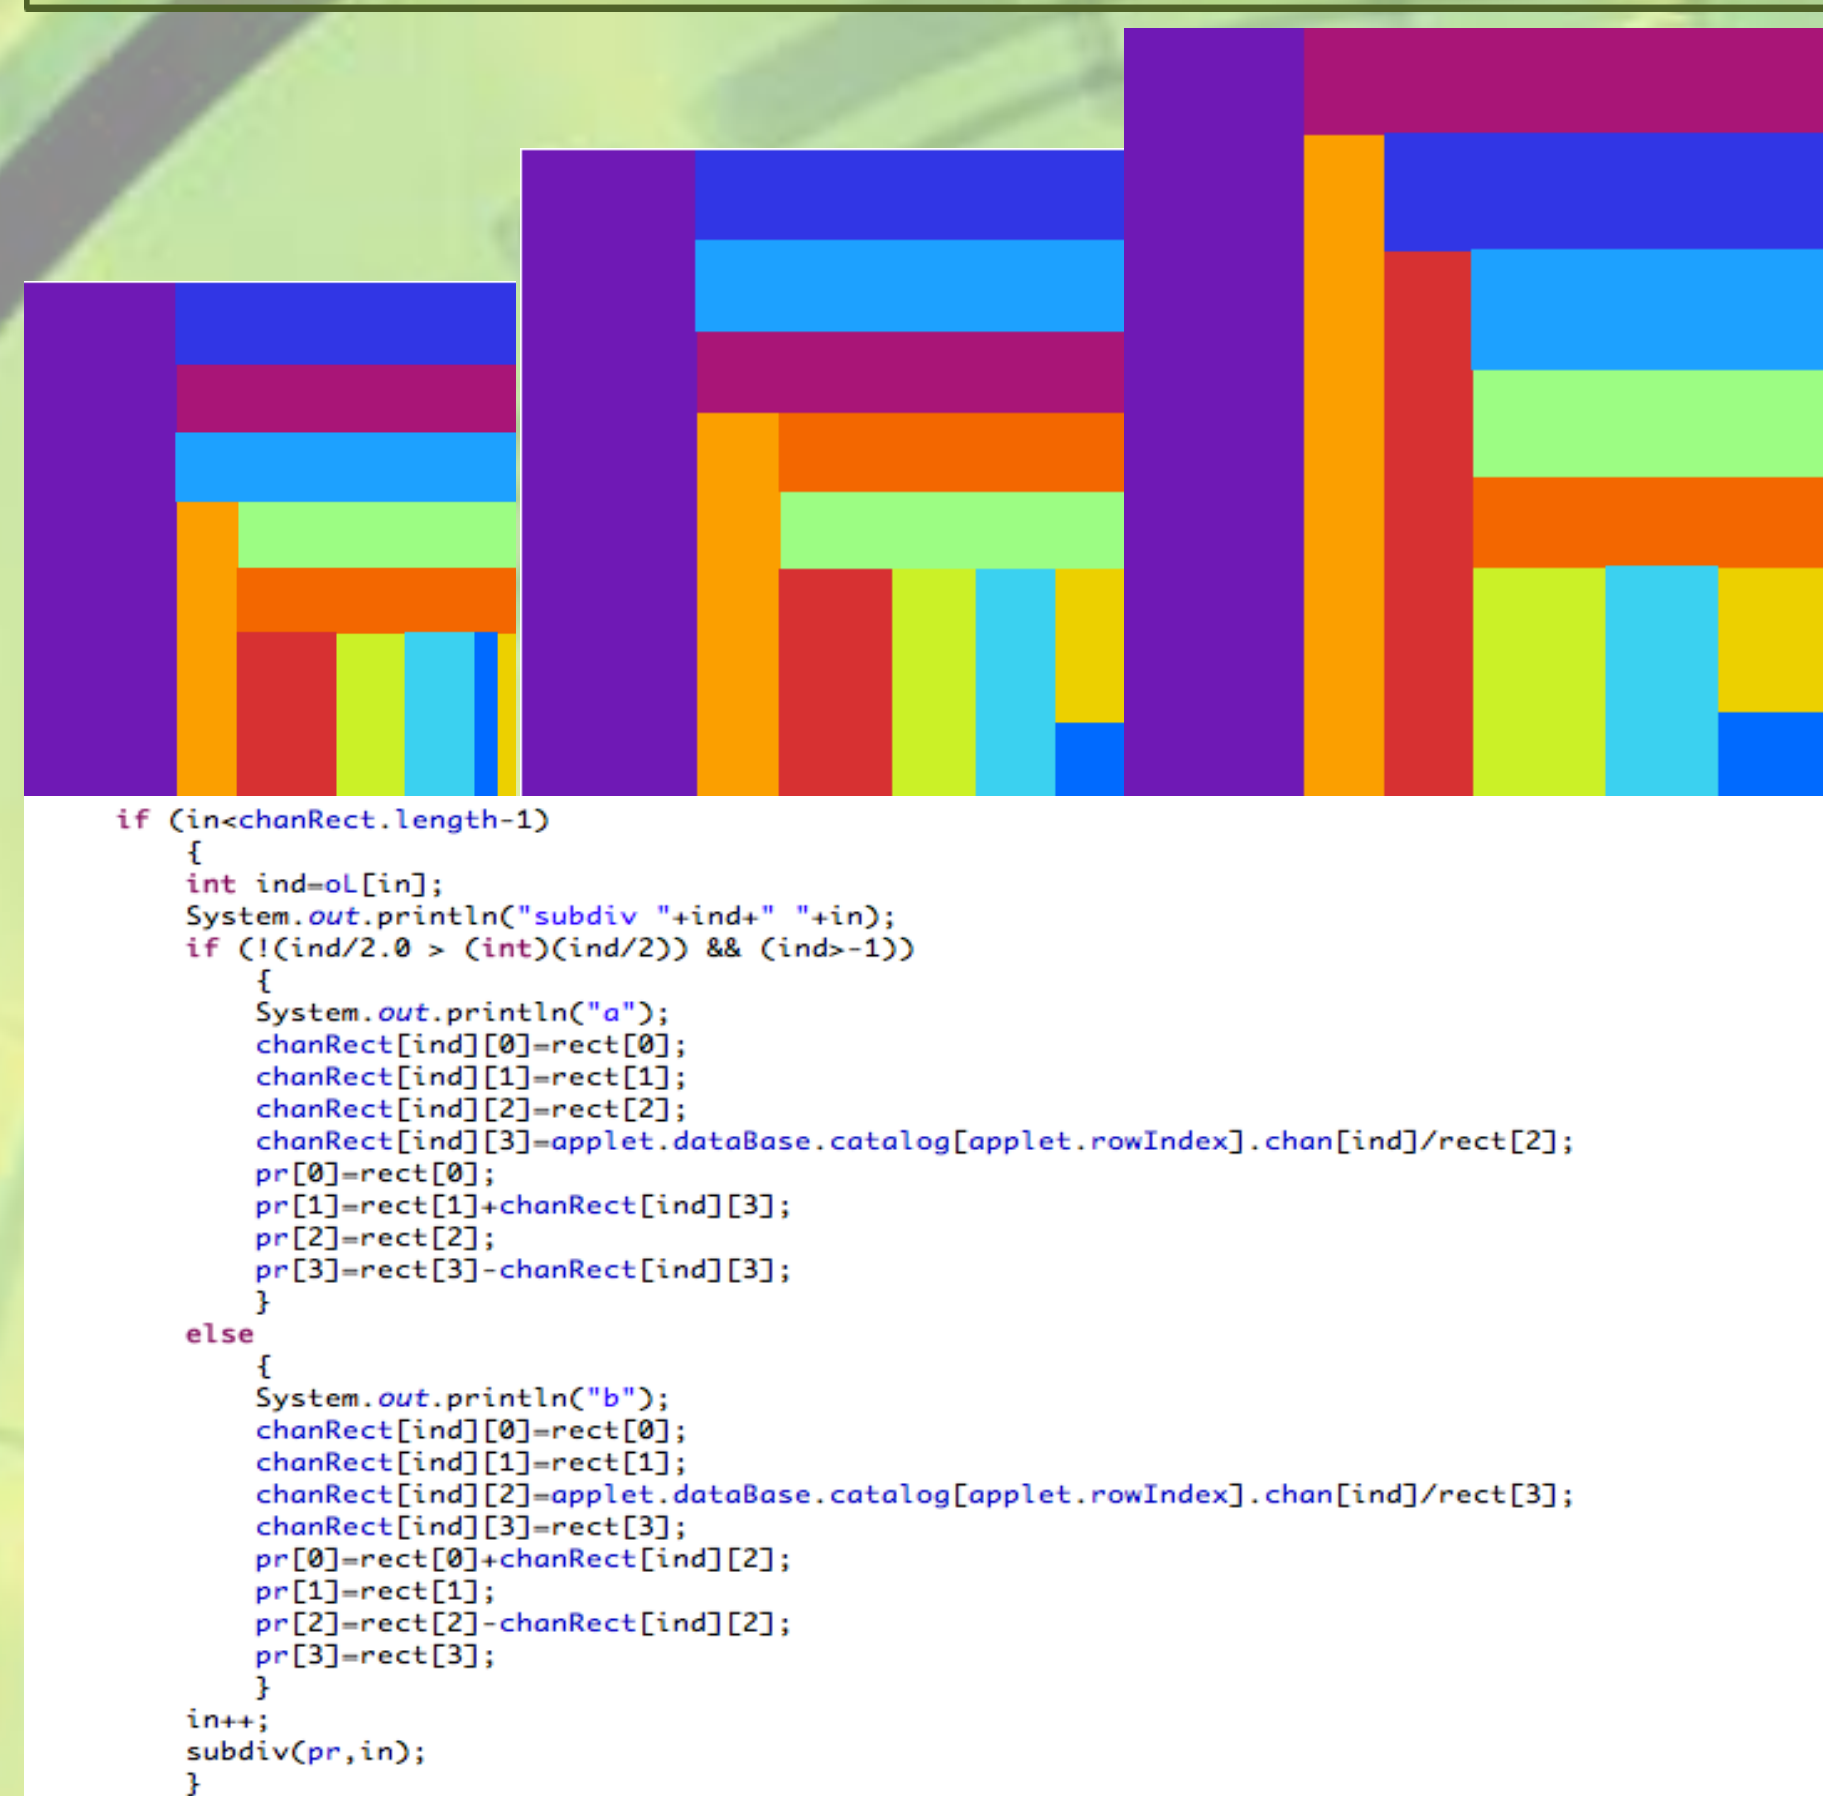 if (in<chanRect.length-1)
{
int ind=oL[in];
System.out.println("subdiv "+ind+" "+in);
if (!(ind/2.0 > (int)(ind/2)) && (ind>-1))
{
System.out.println("a");
chanRect[ind][0]=rect[0];
chanRect[ind][1]=rect[1];
chanRect[ind][2]=rect[2];
chanRect[ind][3]=applet.dataBase.catalog[applet.rowIndex].chan[ind]/rect[2];
pr[0]=rect[0];
pr[1]=rect[1]+chanRect[ind][3];
pr[2]=rect[2];
pr[3]=rect[3]-chanRect[ind][3];
}
else
{
System.out.println("b");
chanRect[ind][0]=rect[0];
chanRect[ind][1]=rect[1];
chanRect[ind][2]=applet.dataBase.catalog[applet.rowIndex].chan[ind]/rect[3];
chanRect[ind][3]=rect[3];
pr[0]=rect[0]+chanRect[ind][2];
pr[1]=rect[1];
pr[2]=rect[2]-chanRect[ind][2];
pr[3]=rect[3];
}
in++;
subdiv(pr,in);
}